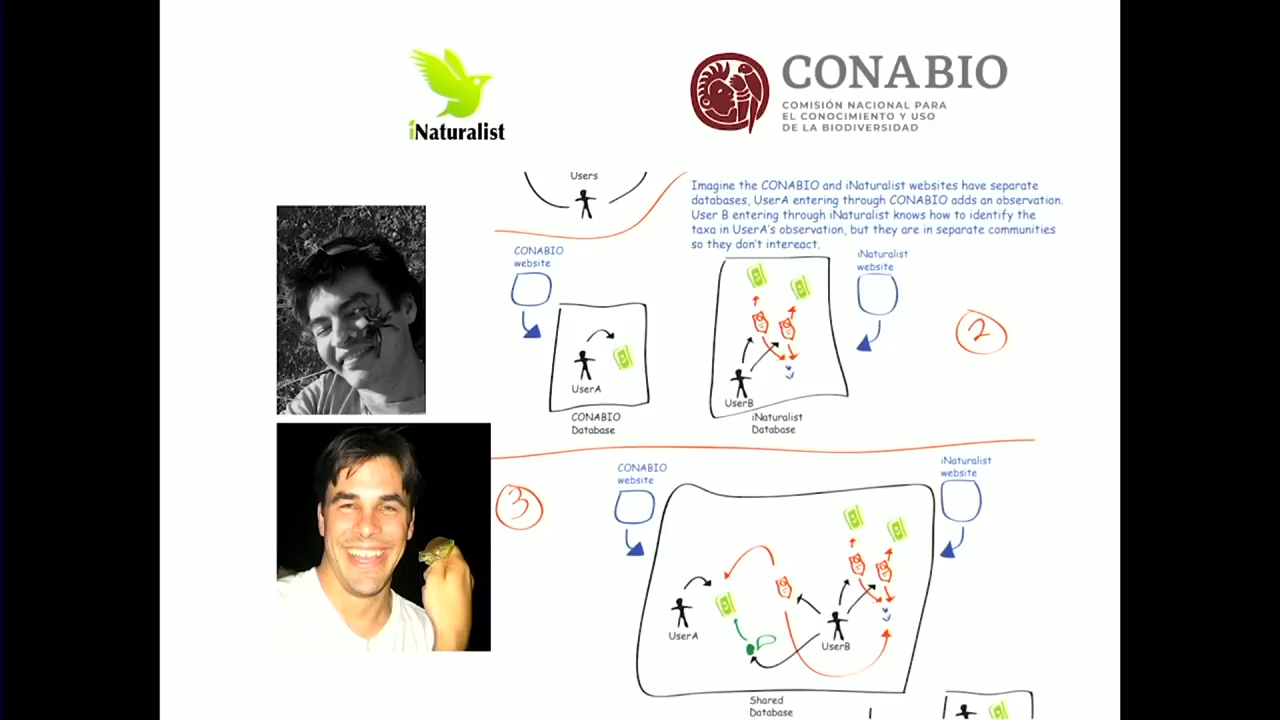 iNaturalist
CONABIO
COMISIÓN NACIONAL PARA
EL CONOCIMIENTO Y USO
DE LA BIODIVERSIDAD
Users
Imagine the CONABIO and iNaturalist websites have separate
databases, UserA entering through CONABIO adds an observation.
User B entering through iNaturalist knows how to identify the
taxa in UserA's observation, but they are in separate communities
so they don't intereact.
CONABIO
website
iNaturalist
website
2
UserA
UserB
CONABIO
Database
iNaturalist
Database
CONABIO
website
iNaturalist
website
3
UserA
UserB
Shared
Database